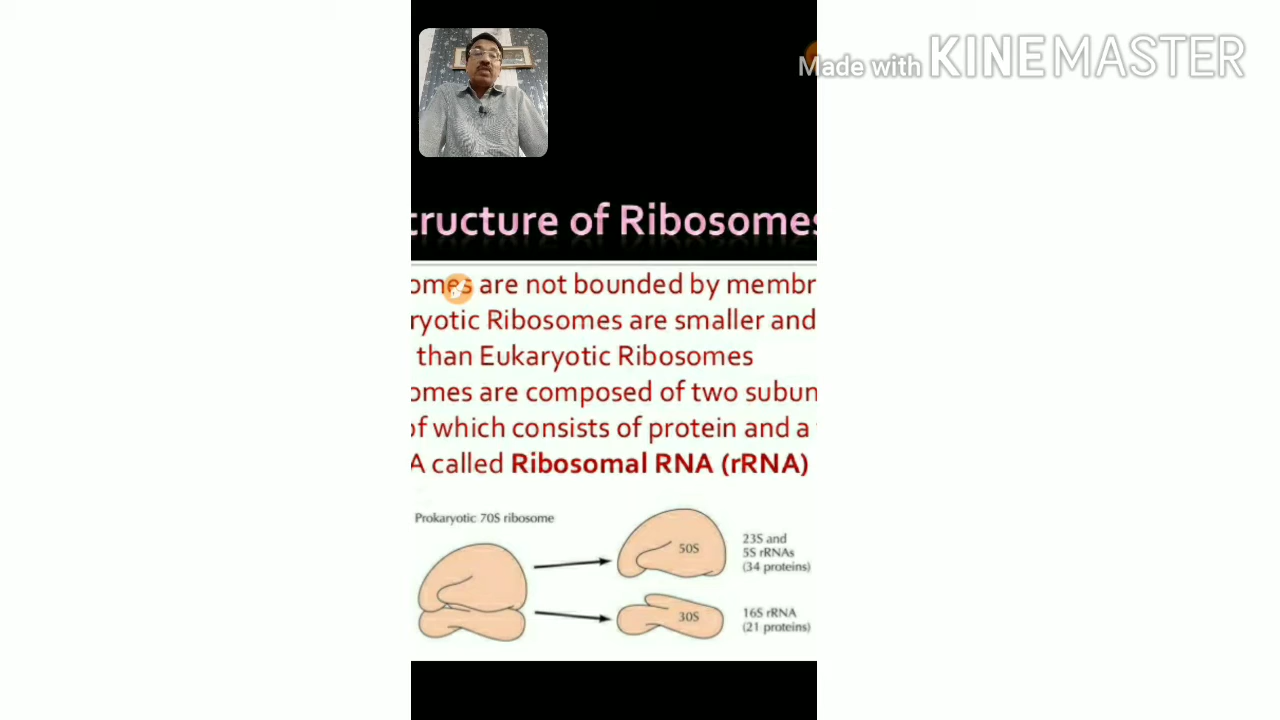 Made with KINEMASTER
tructure of Ribosomes
omes are not bounded by membr
ryotic Ribosomes are smaller and
than Eukaryotic Ribosomes
omes are composed of two subun
of which consists of protein and a
A called Ribosomal RNA (rRNA)
Prokaryotic 70S ribosome
50S
23S and
5S rRNAs
(34 proteins)
30S
16S rRNA
(21 proteins)